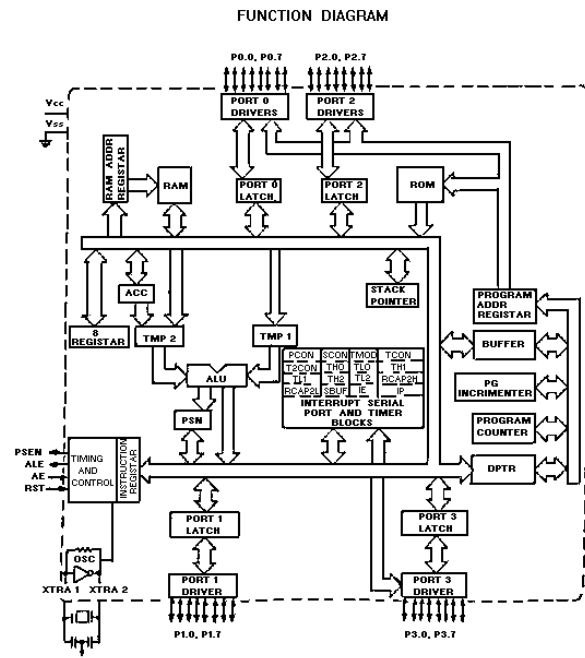 FUNCTION DIAGRAM
P0.0, P0.7
P2.0, P2.7
Vcc
Vss
PORT 0
DRIVERS
PORT 2
DRIVERS
RAM ADDR
REGISTAR
RAM
PORT 0
LATCH
PORT 2
LATCH
ROM
ACC
STACK
POINTER
PROGRAM
ADDR
REGISTAR
8
REGISTAR
TMP 2
TMP 1
BUFFER
ALU
PCON SCON TMOD TCON
T2CON TH0 TL0 TH1
TL1 TH2 TL2 RCAP2H
RCAP2L SBUF IE IP
INTERRUPT SERIAL
PORT AND TIMER
BLOCKS
PG
INCRIMENTER
PSN
PROGRAM
COUNTER
PSEN
ALE
AE
RST
TIMING
AND
CONTROL
INSTRUCTION
REGISTAR
DPTR
PORT 1
LATCH
PORT 3
LATCH
OSC
XTRA 1
XTRA 2
PORT 1
DRIVER
PORT 3
DRIVER
P1.0, P1.7
P3.0, P3.7